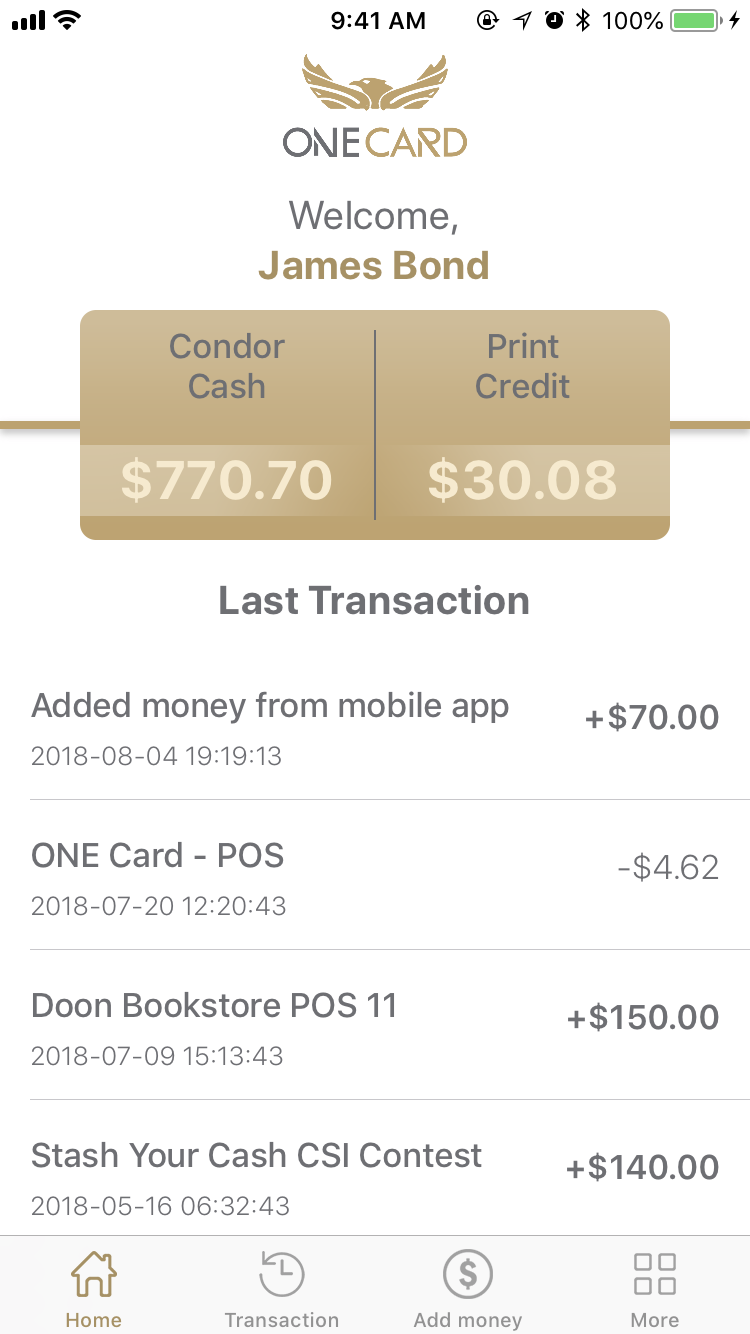 9:41 AM 100%
ONECARD
Welcome,
James Bond
Condor Print
Cash Credit
$770.70 $30.08
Last Transaction
Added money from mobile app +$70.00
2018-08-04 19:19:13
ONE Card - POS -$4.62
2018-07-20 12:20:43
Doon Bookstore POS 11 +$150.00
2018-07-09 15:13:43
Stash Your Cash CSI Contest +$140.00
2018-05-16 06:32:43
Home Transaction Add money More